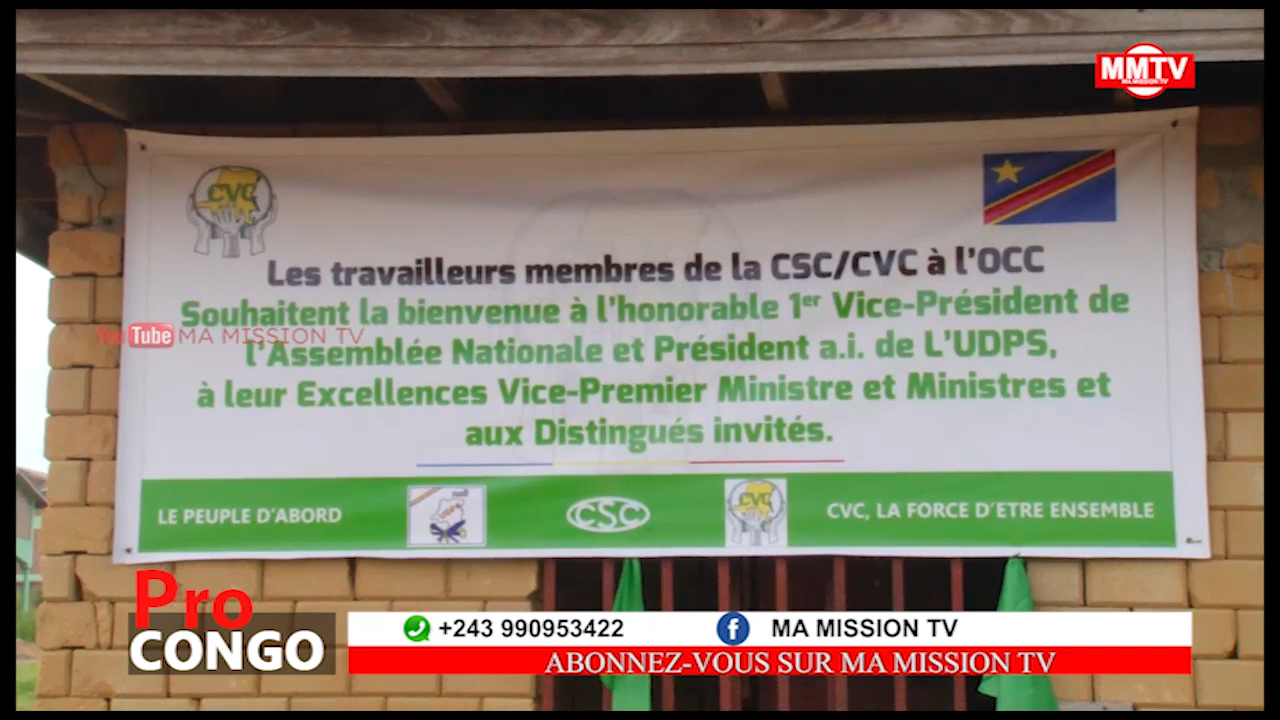 MMTV
MA MISSION TV
CVC
Les travailleurs membres de la CSC/CVC à l'OCC
Souhaitent la bienvenue à l'honorable 1er Vice-Président de
l'Assemblée Nationale et Président a.i. de L'UDPS,
à leur Excellences Vice-Premier Ministre et Ministres et
aux Distingués invités.
YouTube MA MISSION TV
LE PEUPLE D'ABORD
UDPS
CSC
CVC
CVC, LA FORCE D'ETRE ENSEMBLE
Pro
CONGO
+243 990953422
MA MISSION TV
ABONNEZ-VOUS SUR MA MISSION TV